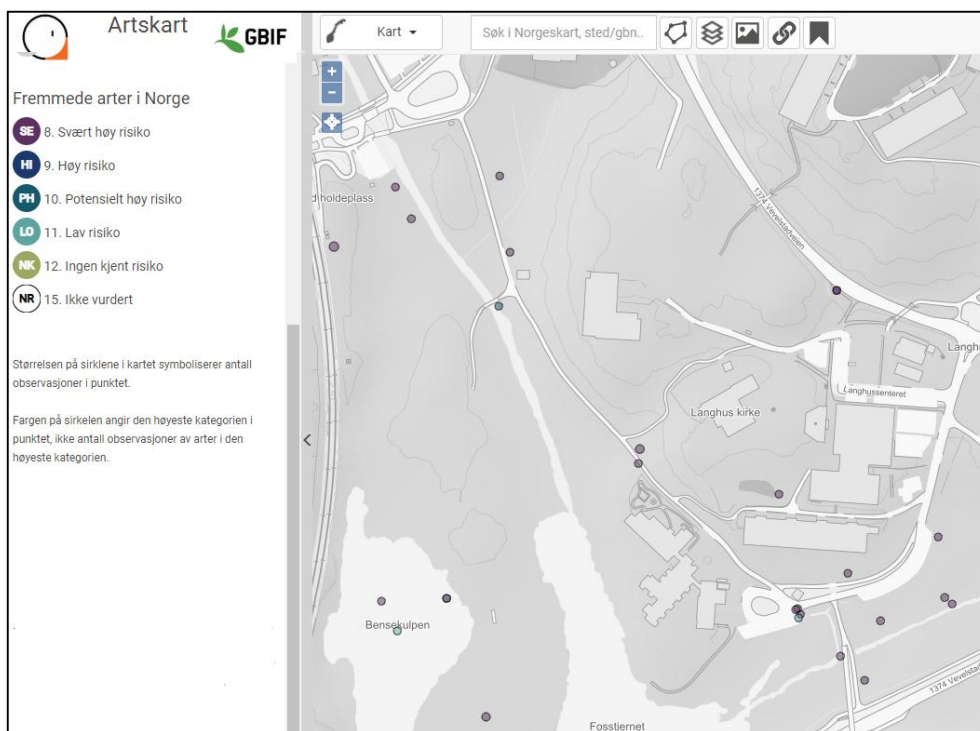 Artskart
GBIF
Kart
Søk i Norgeskart, sted/gbn..
Fremmede arter i Norge
SE 8. Svært høy risiko
HI 9. Høy risiko
PH 10. Potensielt høy risiko
LO 11. Lav risiko
NK 12. Ingen kjent risiko
NR 15. Ikke vurdert
Størrelsen på sirklene i kartet symboliserer antall
observasjoner i punktet.
Fargen på sirkelen angir den høyeste kategorien i
punktet, ikke antall observasjoner av arter i den
høyeste kategorien.
+
−
holdeplass
1374 Vevelstadveien
Langhu
Langhussenteret
Langhus kirke
Bensekulpen
1374 Vevelstadv
Fosstjernet